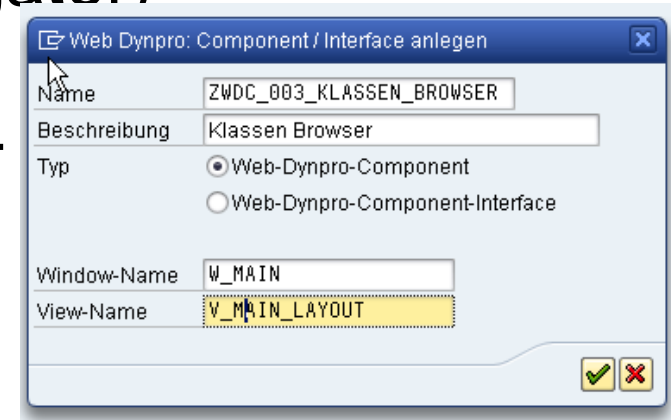 Web Dynpro: Component / Interface anlegen
Name ZWDC_003_KLASSEN_BROWSER
Beschreibung Klassen Browser
Typ Web-Dynpro-Component
Web-Dynpro-Component-Interface
Window-Name W_MAIN
View-Name V_MAIN_LAYOUT